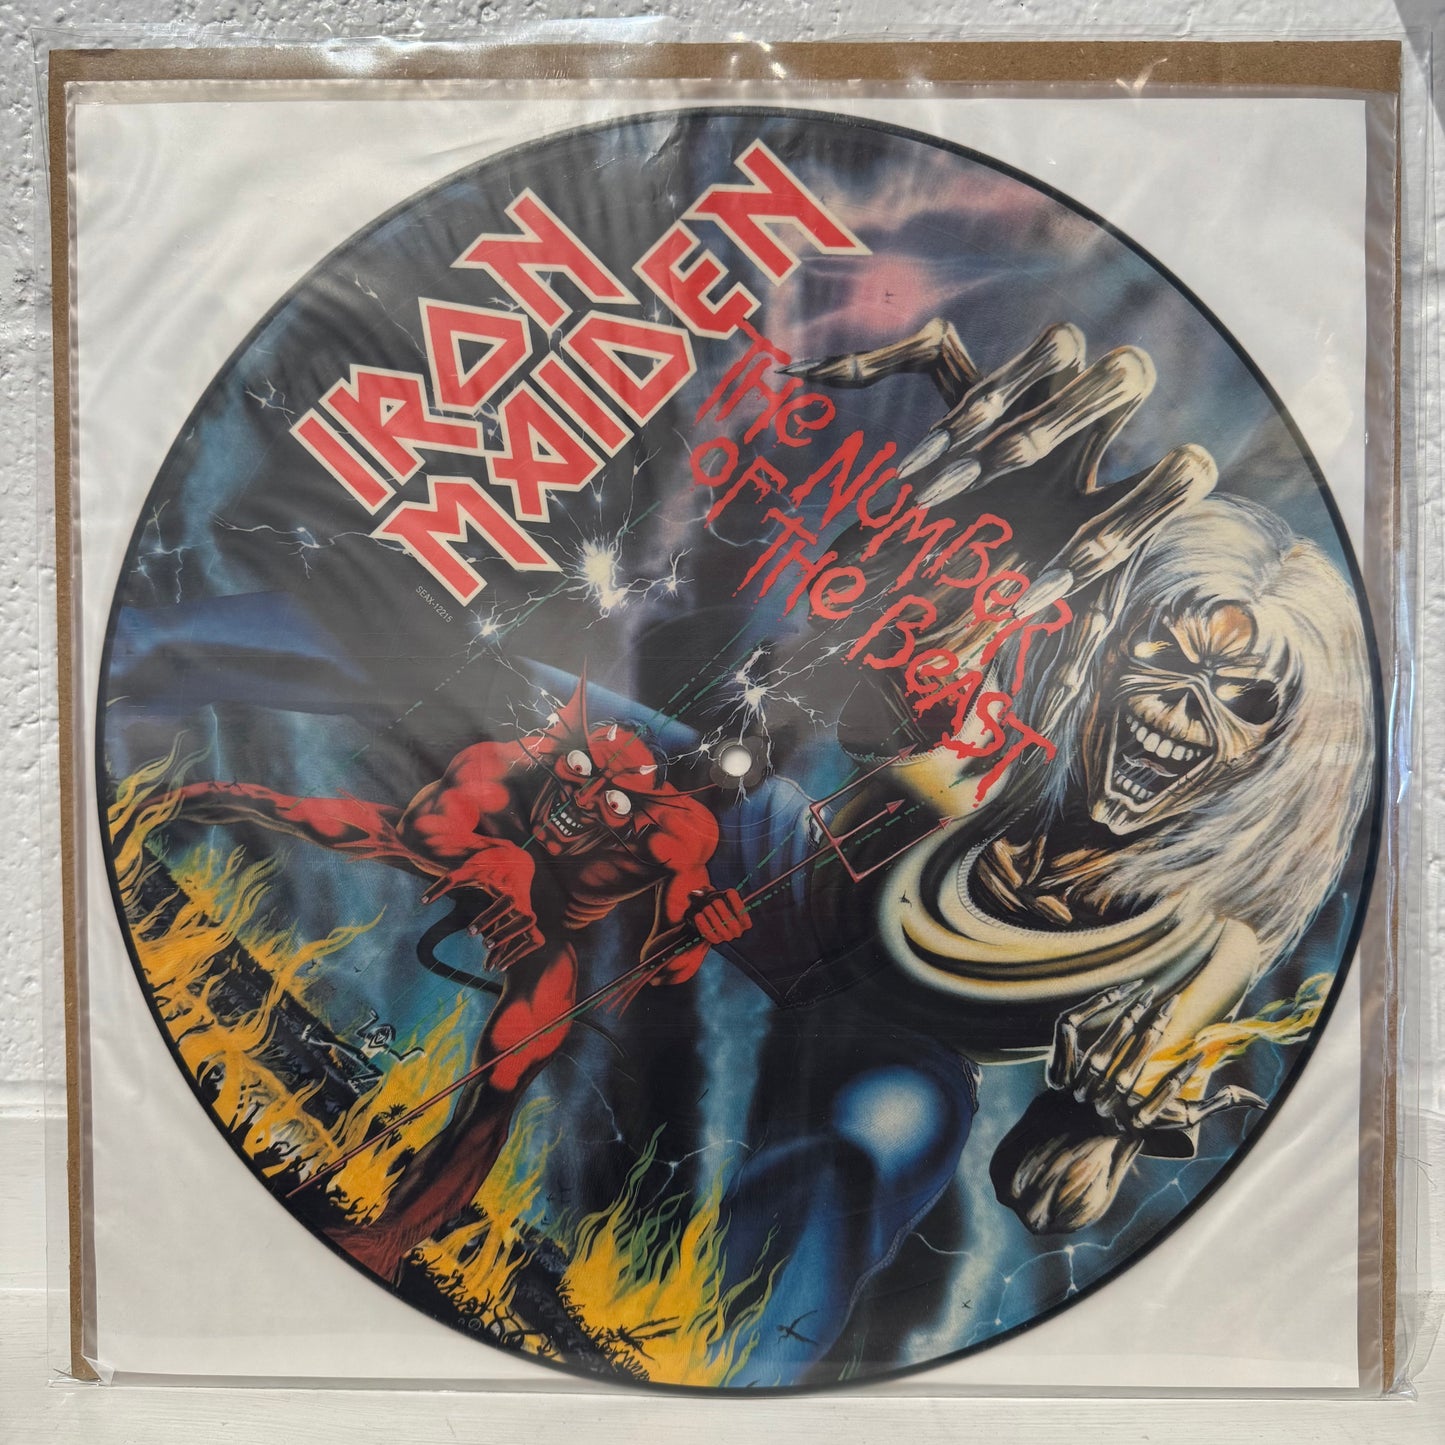 IRON
MAIDEN
THE NUMBER
OF THE BEAST
SEAX-12215